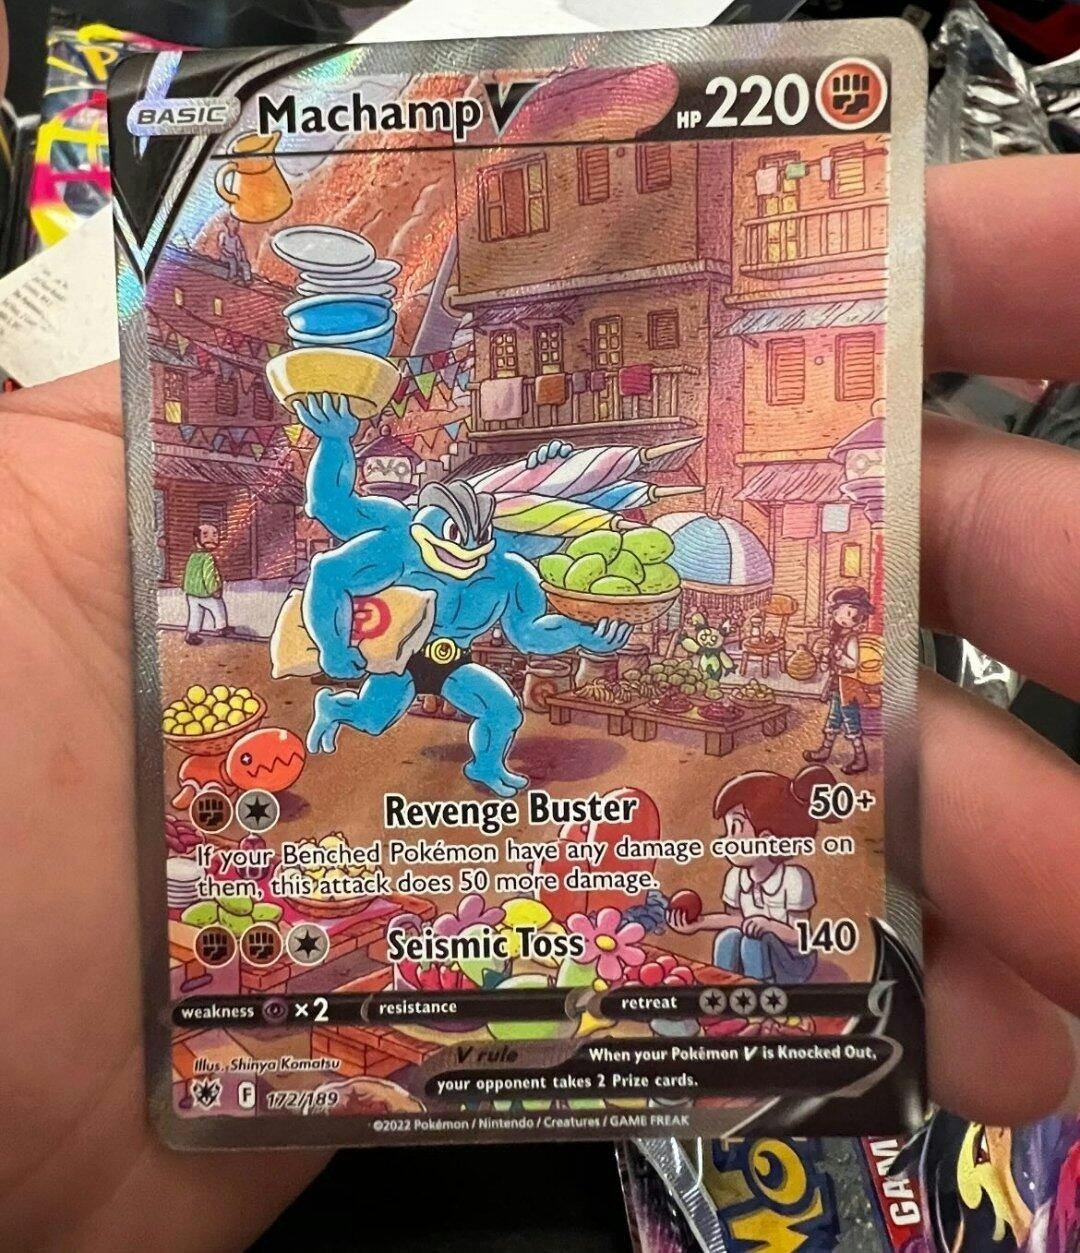 BASIC Machamp V HP 220
Revenge Buster 50+
If your Benched Pokémon have any damage counters on
them, this attack does 50 more damage.
Seismic Toss 140
weakness ×2 resistance retreat
Illus. Shinya Komatsu
V rule When your Pokémon V is Knocked Out,
your opponent takes 2 Prize cards.
F 172/189
©2022 Pokémon / Nintendo / Creatures / GAME FREAK